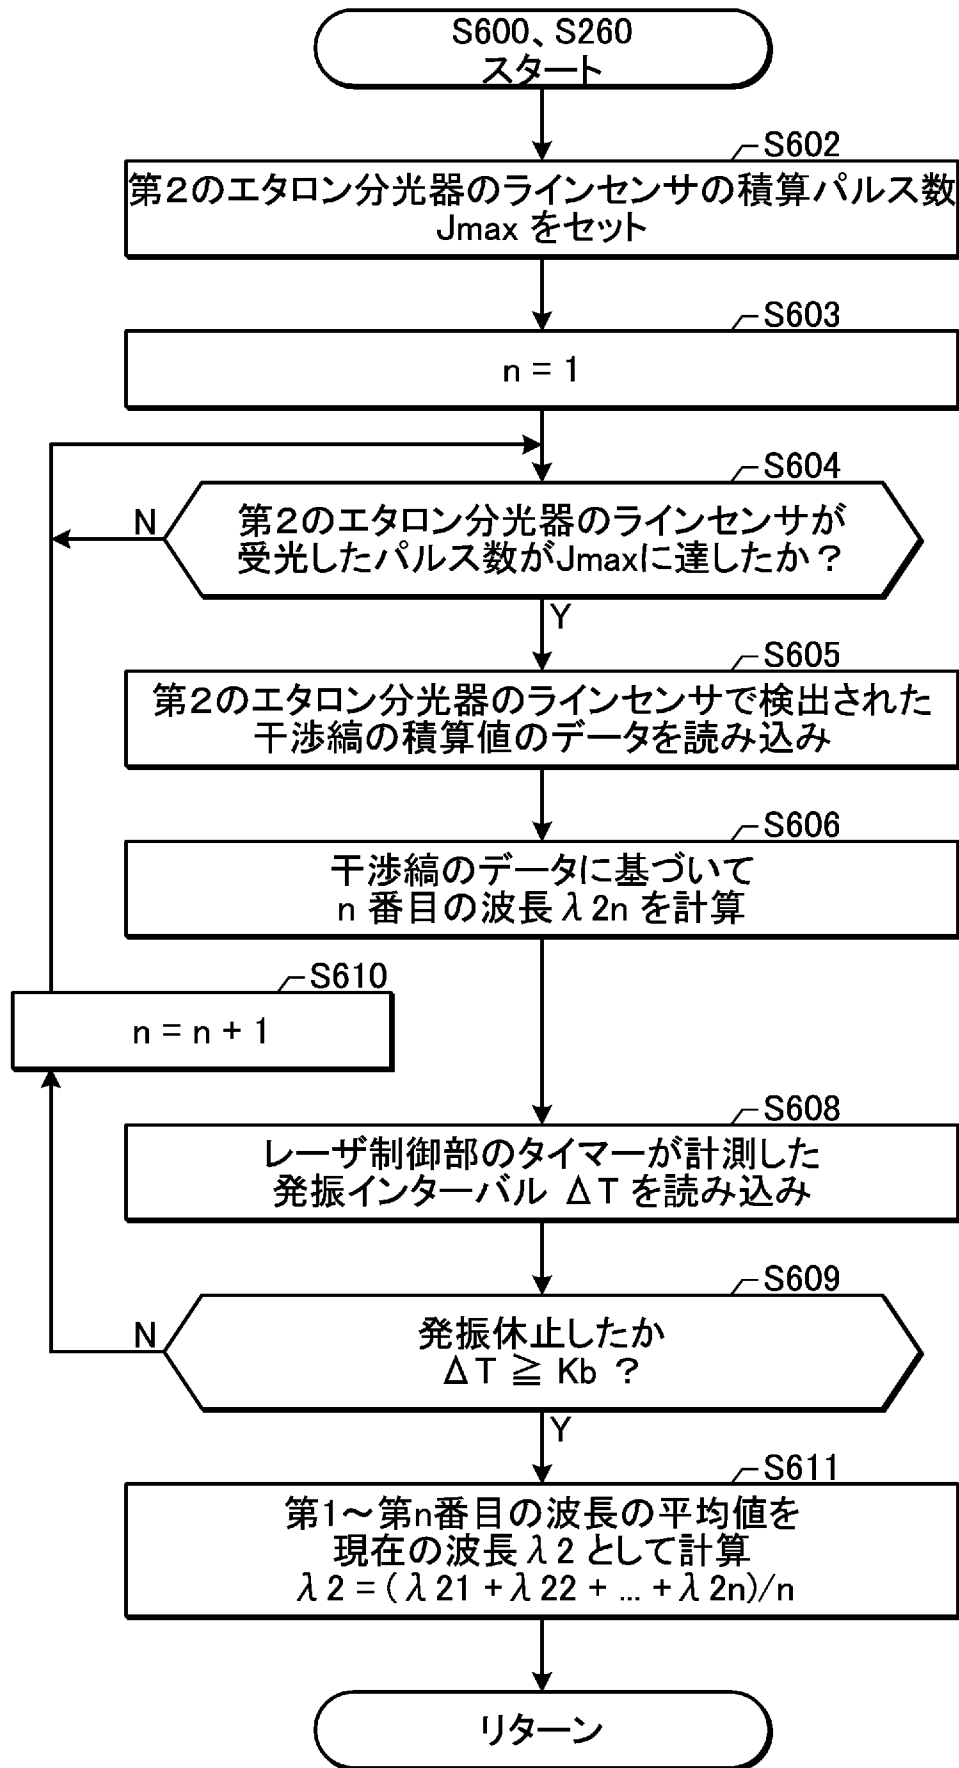 S600、S260
スタート
S602
第2のエタロン分光器のラインセンサの積算パルス数
Jmax をセット
S603
n = 1
S604
第2のエタロン分光器のラインセンサが
受光したパルス数がJmaxに達したか？
N
Y
S605
第2のエタロン分光器のラインセンサで検出された
干渉縞の積算値のデータを読み込み
S606
干渉縞のデータに基づいて
n 番目の波長λ2n を計算
S610
n = n + 1
S608
レーザ制御部のタイマーが計測した
発振インターバル ΔT を読み込み
S609
発振休止したか
ΔT ≧ Kb ？
N
Y
S611
第1～第n番目の波長の平均値を
現在の波長λ2 として計算
λ2 = (λ21 + λ22 + ... + λ2n)/n
リターン